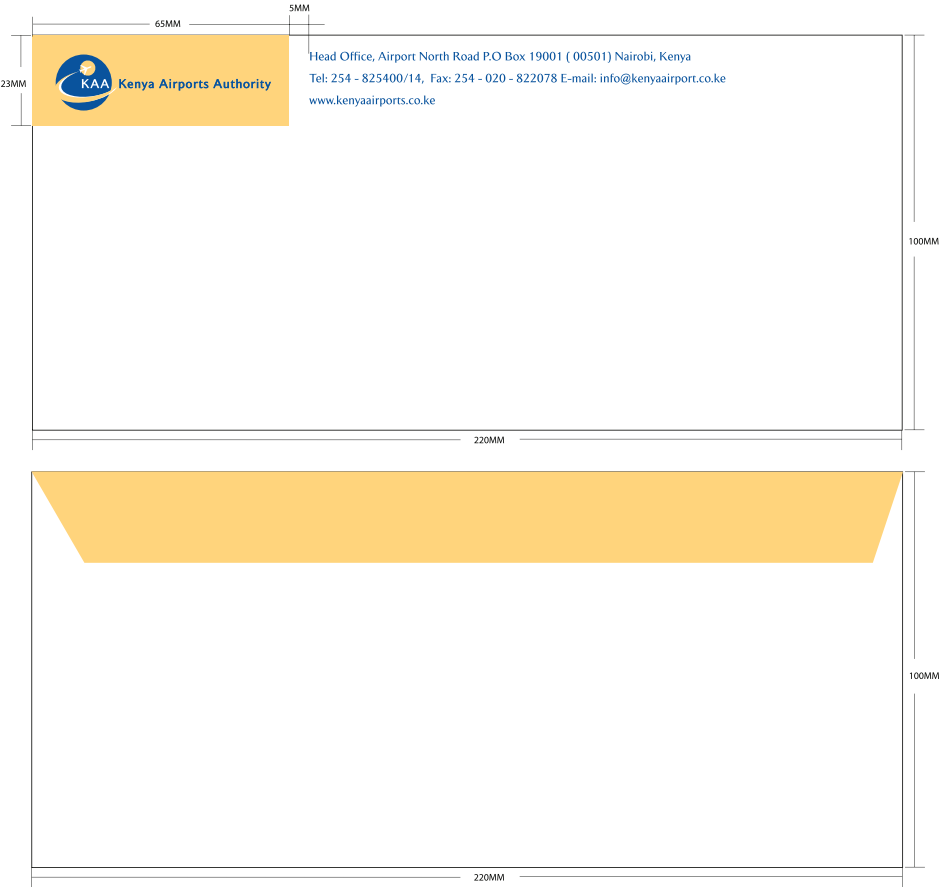 5MM
65MM
23MM
KAA Kenya Airports Authority
Head Office, Airport North Road P.O Box 19001 ( 00501) Nairobi, Kenya
Tel: 254 - 825400/14, Fax: 254 - 020 - 822078 E-mail: info@kenyaairport.co.ke
www.kenyaairports.co.ke
100MM
220MM
100MM
220MM